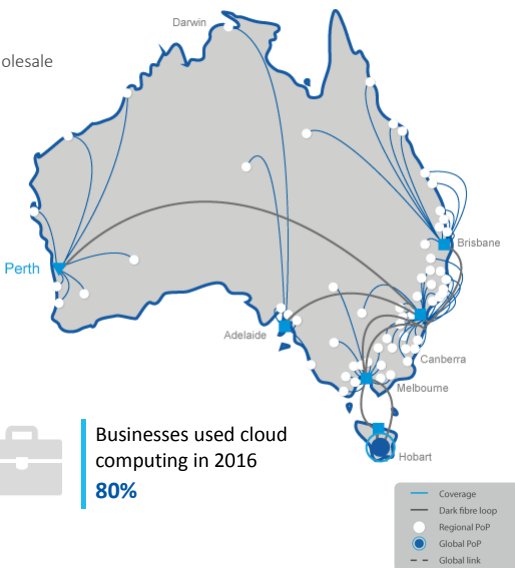 Darwin
olesale
Brisbane
Perth
Adelaide
Canberra
Melbourne
Businesses used cloud
computing in 2016
80%
Hobart
Coverage
Dark fibre loop
Regional PoP
Global PoP
Global link